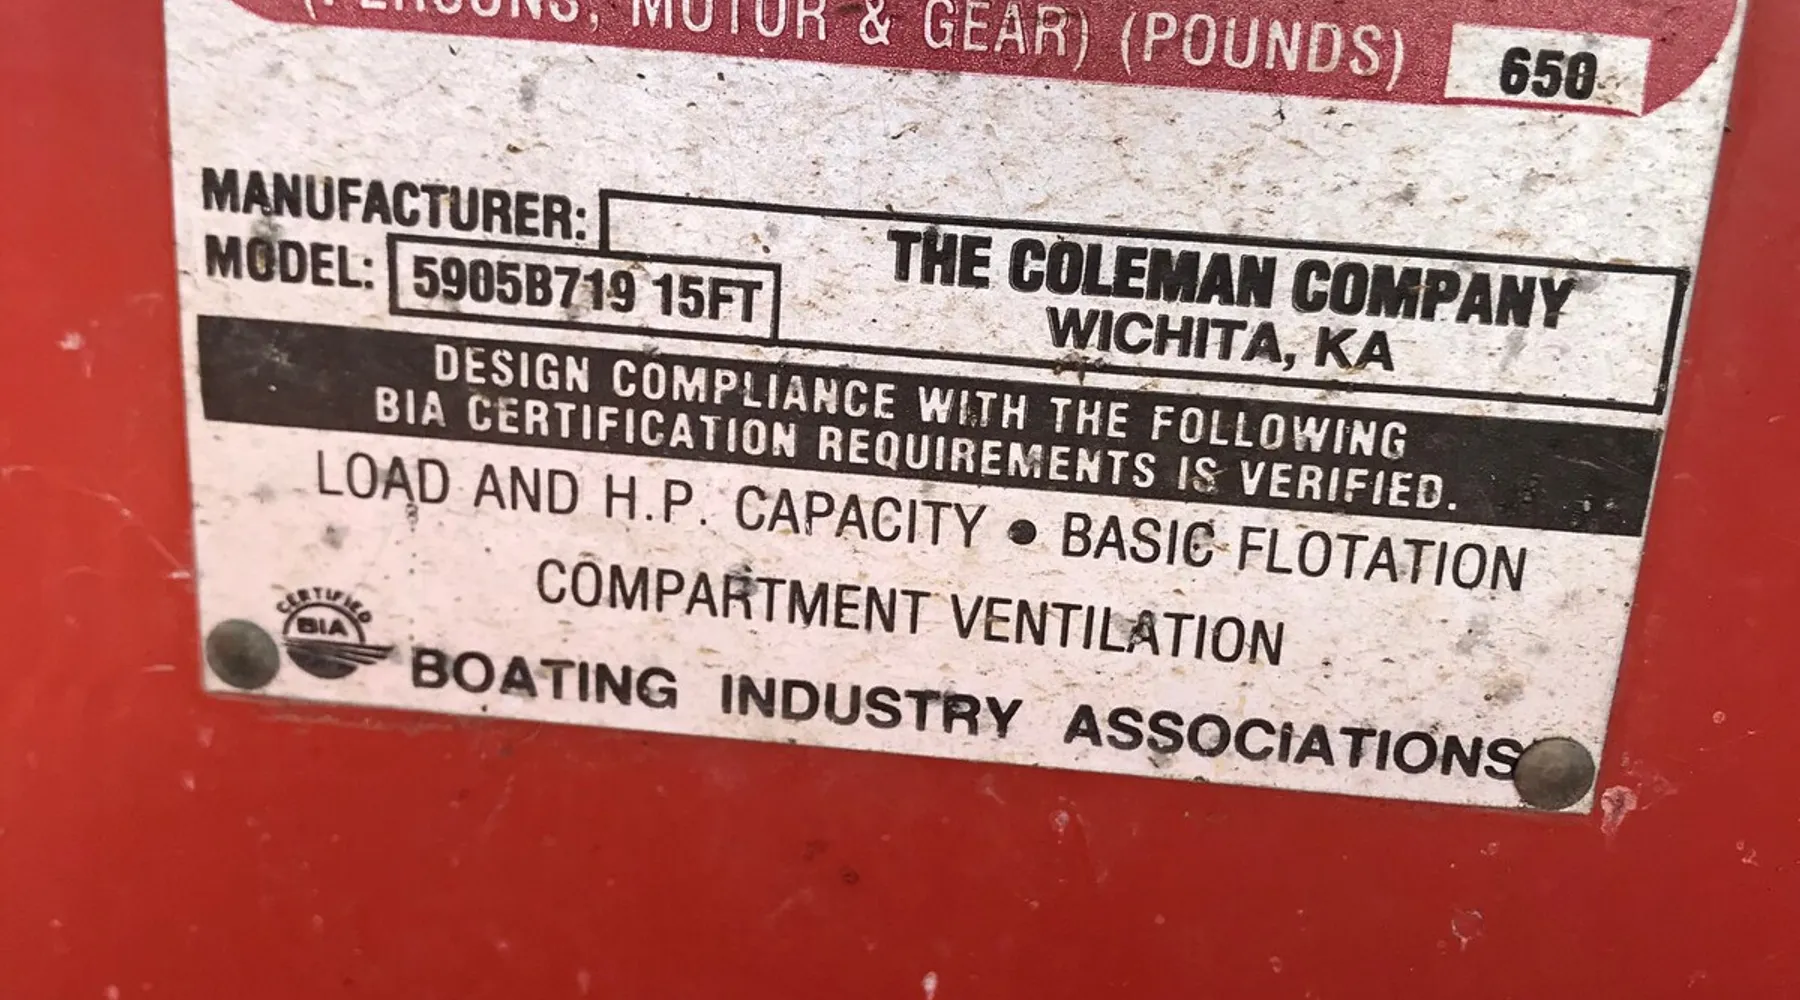 (PERSONS, MOTOR & GEAR) (POUNDS) 650
MANUFACTURER: THE COLEMAN COMPANY
WICHITA, KA
MODEL: 5905B719 15FT
DESIGN COMPLIANCE WITH THE FOLLOWING
BIA CERTIFICATION REQUIREMENTS IS VERIFIED.
LOAD AND H.P. CAPACITY • BASIC FLOTATION
COMPARTMENT VENTILATION
CERTIFIED
BIA
BOATING INDUSTRY ASSOCIATIONS